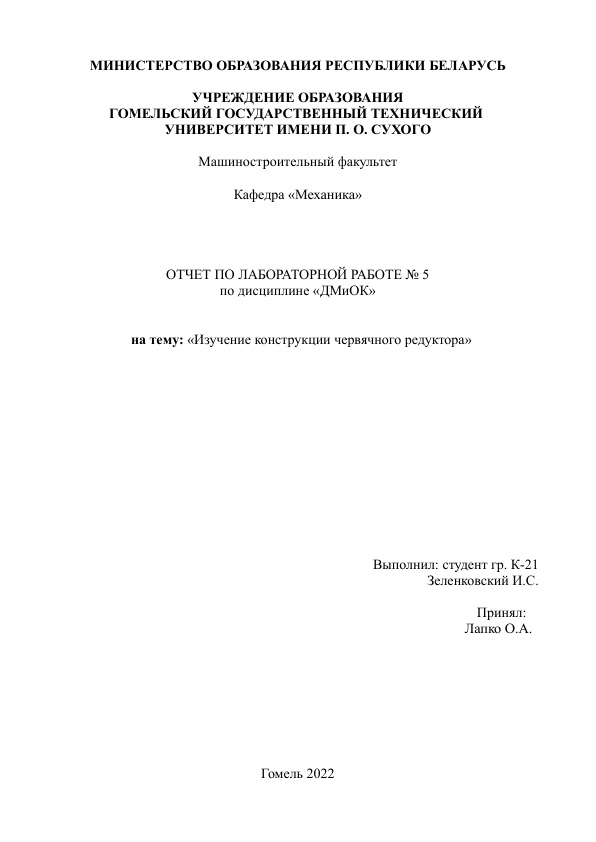 МИНИСТЕРСТВО ОБРАЗОВАНИЯ РЕСПУБЛИКИ БЕЛАРУСЬ
УЧРЕЖДЕНИЕ ОБРАЗОВАНИЯ
ГОМЕЛЬСКИЙ ГОСУДАРСТВЕННЫЙ ТЕХНИЧЕСКИЙ
УНИВЕРСИТЕТ ИМЕНИ П. О. СУХОГО
Машиностроительный факультет
Кафедра «Механика»
ОТЧЕТ ПО ЛАБОРАТОРНОЙ РАБОТЕ № 5
по дисциплине «ДМиОК»
на тему: «Изучение конструкции червячного редуктора»
Выполнил: студент гр. К-21
Зеленковский И.С.
Принял:
Лапко О.А.
Гомель 2022